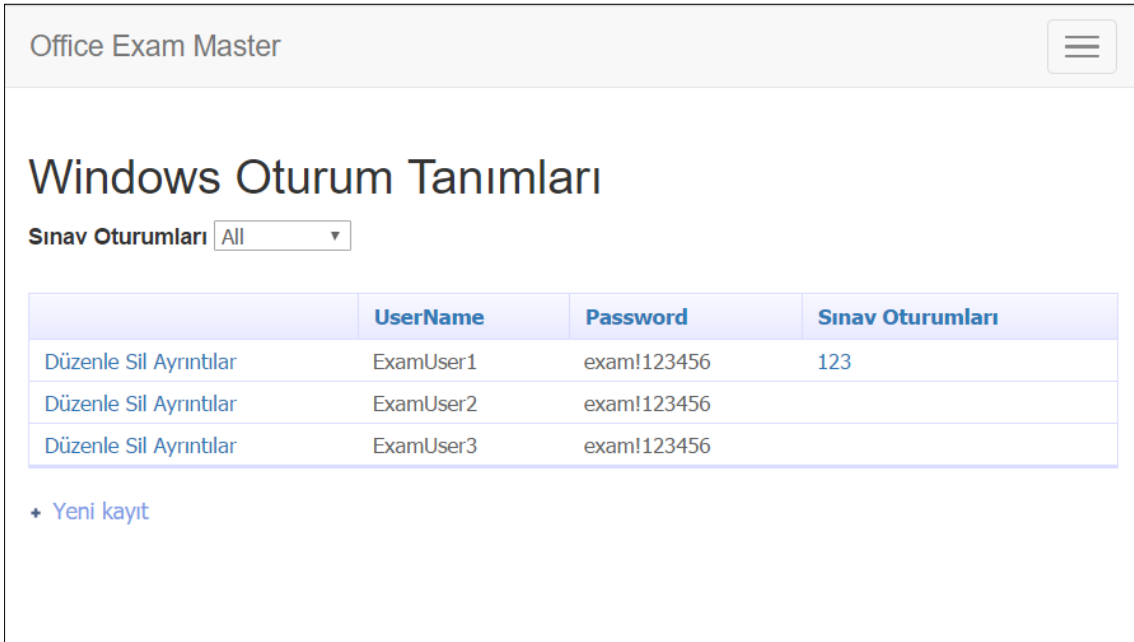 Office Exam Master
Windows Oturum Tanımları
Sınav Oturumları All
UserName Password Sınav Oturumları
Düzenle Sil Ayrıntılar ExamUser1 exam!123456 123
Düzenle Sil Ayrıntılar ExamUser2 exam!123456
Düzenle Sil Ayrıntılar ExamUser3 exam!123456
+ Yeni kayıt